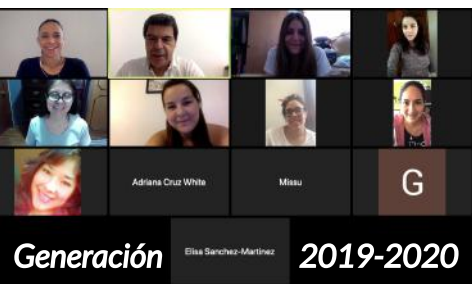 Adriana Cruz White
Missu
G
Elisa Sanchez-Martinez
Generación 2019-2020